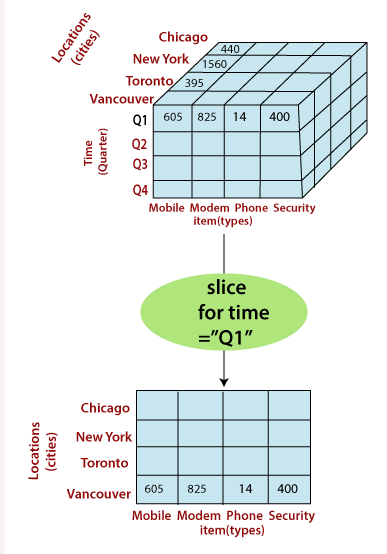 Locations
(cities)
Chicago
440
New York
1560
Toronto
395
Vancouver
Q1
605 825 14 400
Time
(Quarter)
Q2
Q3
Q4
Mobile Modem Phone Security
item(types)
slice
for time
="Q1"
Locations
(cities)
Chicago
New York
Toronto
Vancouver
605 825 14 400
Mobile Modem Phone Security
item(types)